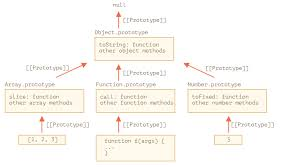 null
[[Prototype]]
Object.prototype
toString: function
other object methods
[[Prototype]]
[[Prototype]]
[[Prototype]]
Array.prototype
Function.prototype
Number.prototype
slice: function
other array methods
call: function
other function methods
toFixed: function
other number methods
[[Prototype]]
[[Prototype]]
[[Prototype]]
[1, 2, 3]
function f(args) {
...
}
5